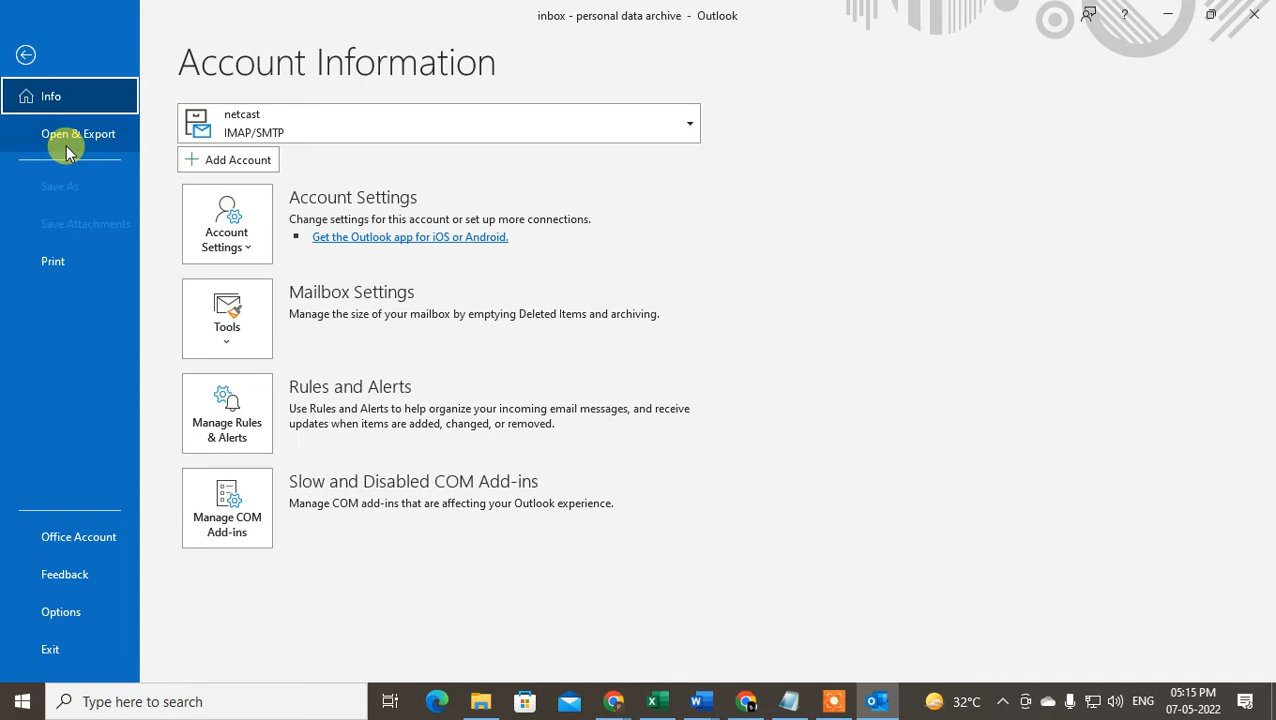 inbox - personal data archive - Outlook
?
Info
Open & Export
Save As
Save Attachments
Print
Office Account
Feedback
Options
Exit
Account Information
netcast
IMAP/SMTP
Add Account
Account
Settings
Account Settings
Change settings for this account or set up more connections.
Get the Outlook app for iOS or Android.
Tools
Mailbox Settings
Manage the size of your mailbox by emptying Deleted Items and archiving.
Manage Rules
& Alerts
Rules and Alerts
Use Rules and Alerts to help organize your incoming email messages, and receive
updates when items are added, changed, or removed.
Manage COM
Add-ins
Slow and Disabled COM Add-ins
Manage COM add-ins that are affecting your Outlook experience.
Type here to search
32°C
ENG
05:15 PM
07-05-2022